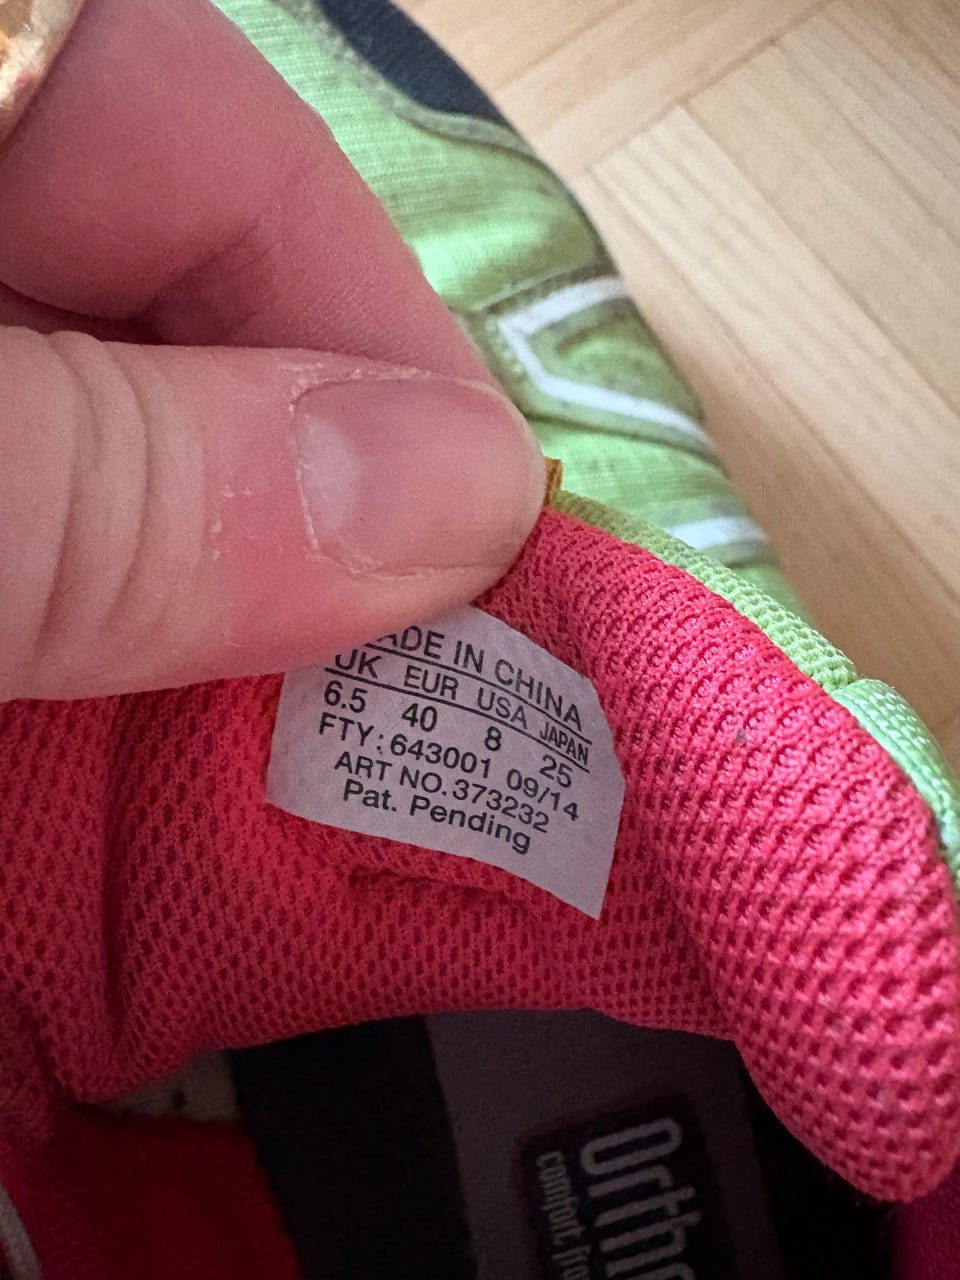 ADE IN CHINA
UK EUR USA JAPAN
6.5 40 8 25
FTY: 643001 09/14
ART NO. 373232
Pat. Pending
comfort